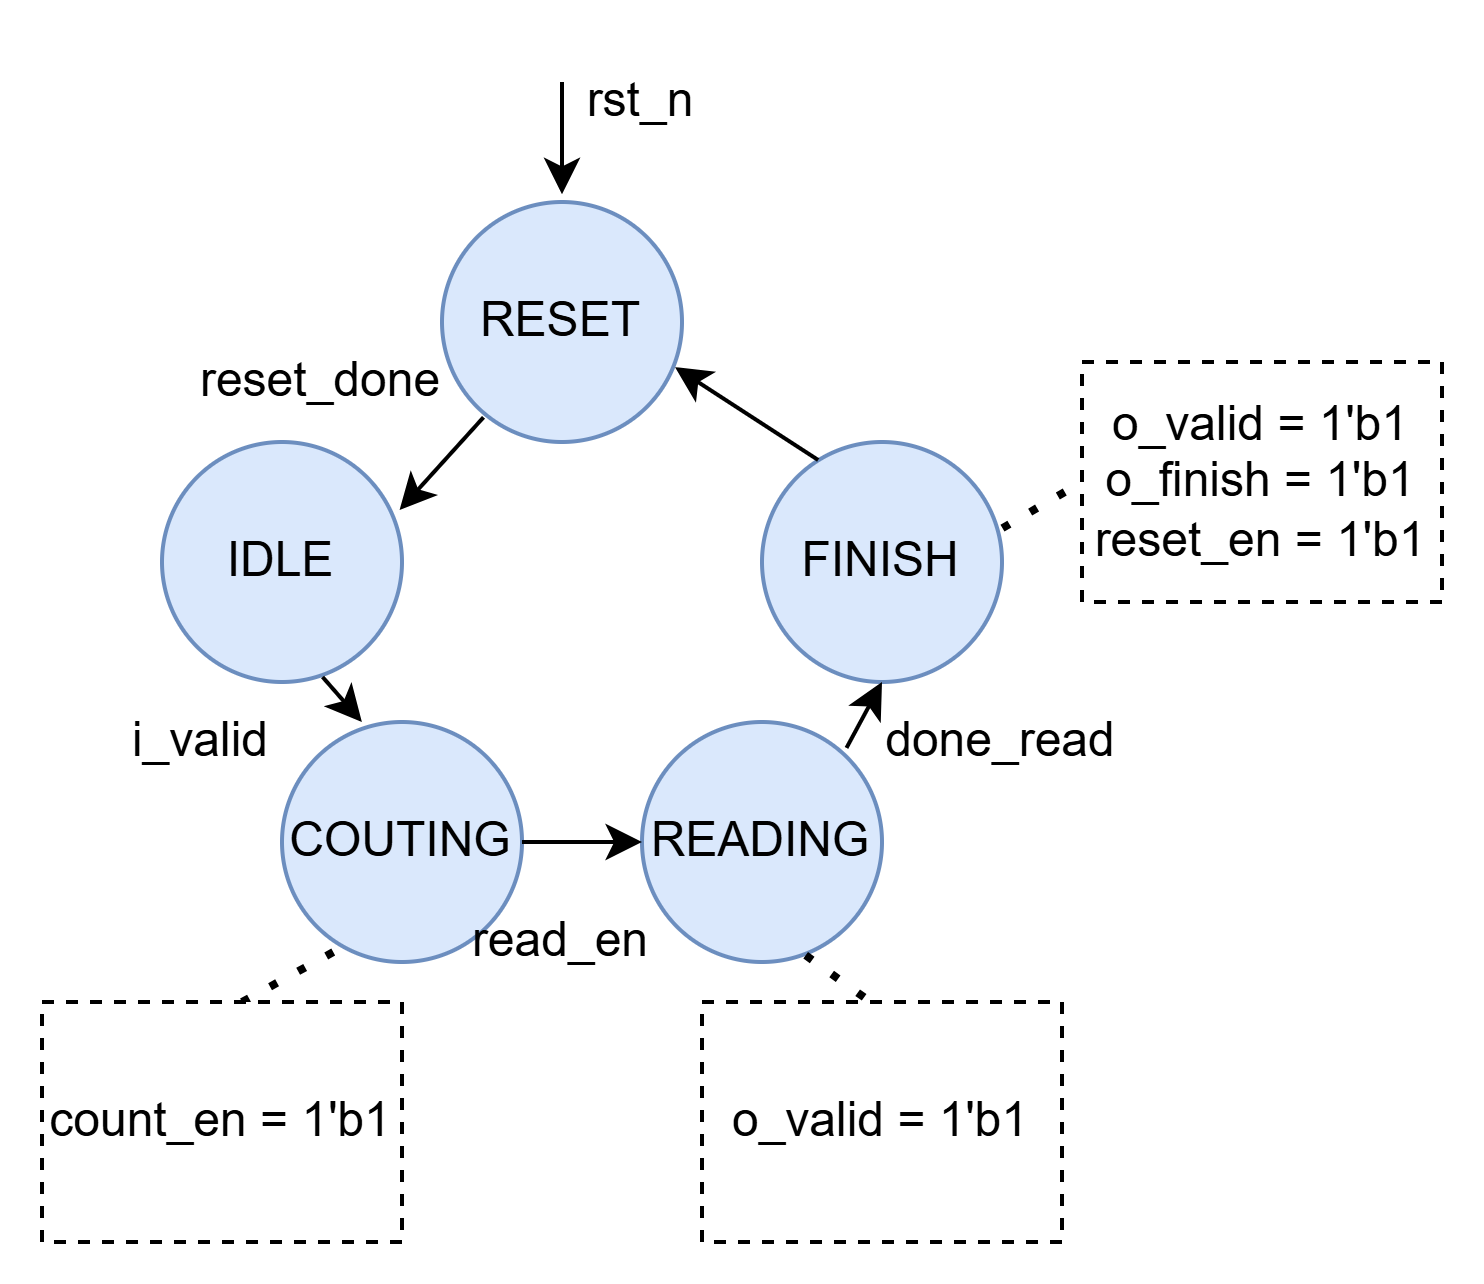 rst_n
RESET
reset_done
IDLE
FINISH
o_valid = 1'b1
o_finish = 1'b1
reset_en = 1'b1
i_valid
done_read
COUTING
READING
read_en
count_en = 1'b1
o_valid = 1'b1